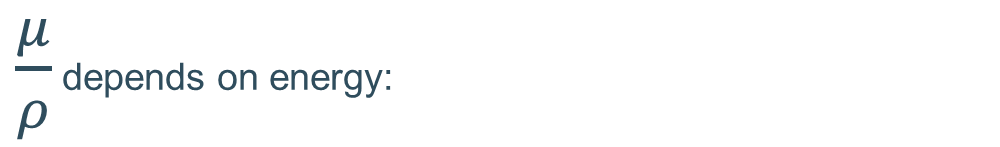 μ/ρ depends on energy: